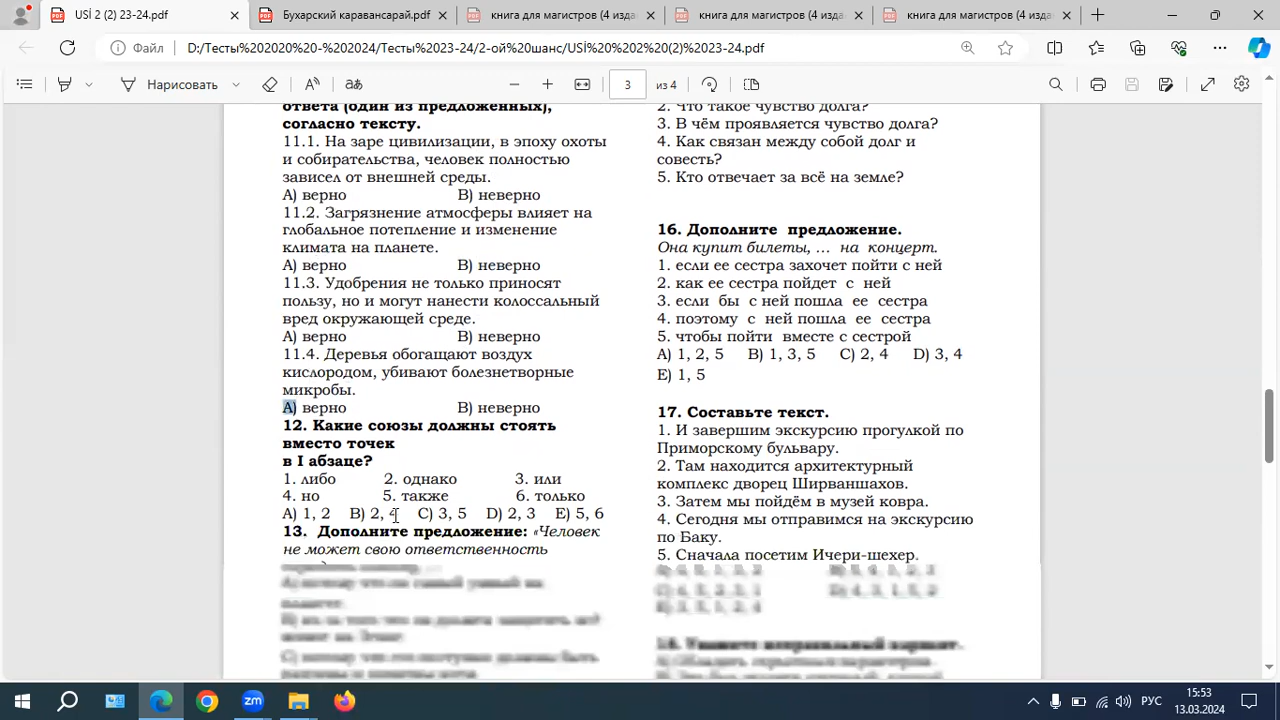 USİ 2 (2) 23-24.pdf
Бухарский каравансарай.pdf
книга для магистров (4 изда
книга для магистров (4 изда
книга для магистров (4 изда
Файл
D:/Тесты%202020%20-%202024/Тесты%2023-24/2-ой%20шанс/USİ%20%202%20(2)%2023-24.pdf
Нарисовать
3
из 4
ответа (один из предложенных),
согласно тексту.
11.1. На заре цивилизации, в эпоху охоты
и собирательства, человек полностью
зависел от внешней среды.
А) верно В) неверно
11.2. Загрязнение атмосферы влияет на
глобальное потепление и изменение
климата на планете.
А) верно В) неверно
11.3. Удобрения не только приносят
пользу, но и могут нанести колоссальный
вред окружающей среде.
А) верно В) неверно
11.4. Деревья обогащают воздух
кислородом, убивают болезнетворные
микробы.
А) верно В) неверно
12. Какие союзы должны стоять
вместо точек
в I абзаце?
1. либо 2. однако 3. или
4. но 5. также 6. только
А) 1, 2 В) 2, 4 С) 3, 5 D) 2, 3 Е) 5, 6
13. Дополните предложение: «Человек
не может свою ответственность
2. Что такое чувство долга?
3. В чём проявляется чувство долга?
4. Как связан между собой долг и
совесть?
5. Кто отвечает за всё на земле?
16. Дополните предложение.
Она купит билеты, … на концерт.
1. если ее сестра захочет пойти с ней
2. как ее сестра пойдет с ней
3. если бы с ней пошла ее сестра
4. поэтому с ней пошла ее сестра
5. чтобы пойти вместе с сестрой
А) 1, 2, 5 В) 1, 3, 5 С) 2, 4 D) 3, 4
Е) 1, 5
17. Составьте текст.
1. И завершим экскурсию прогулкой по
Приморскому бульвару.
2. Там находится архитектурный
комплекс дворец Ширваншахов.
3. Затем мы пойдём в музей ковра.
4. Сегодня мы отправимся на экскурсию
по Баку.
5. Сначала посетим Ичери-шехер.
РУС
15:53
13.03.2024